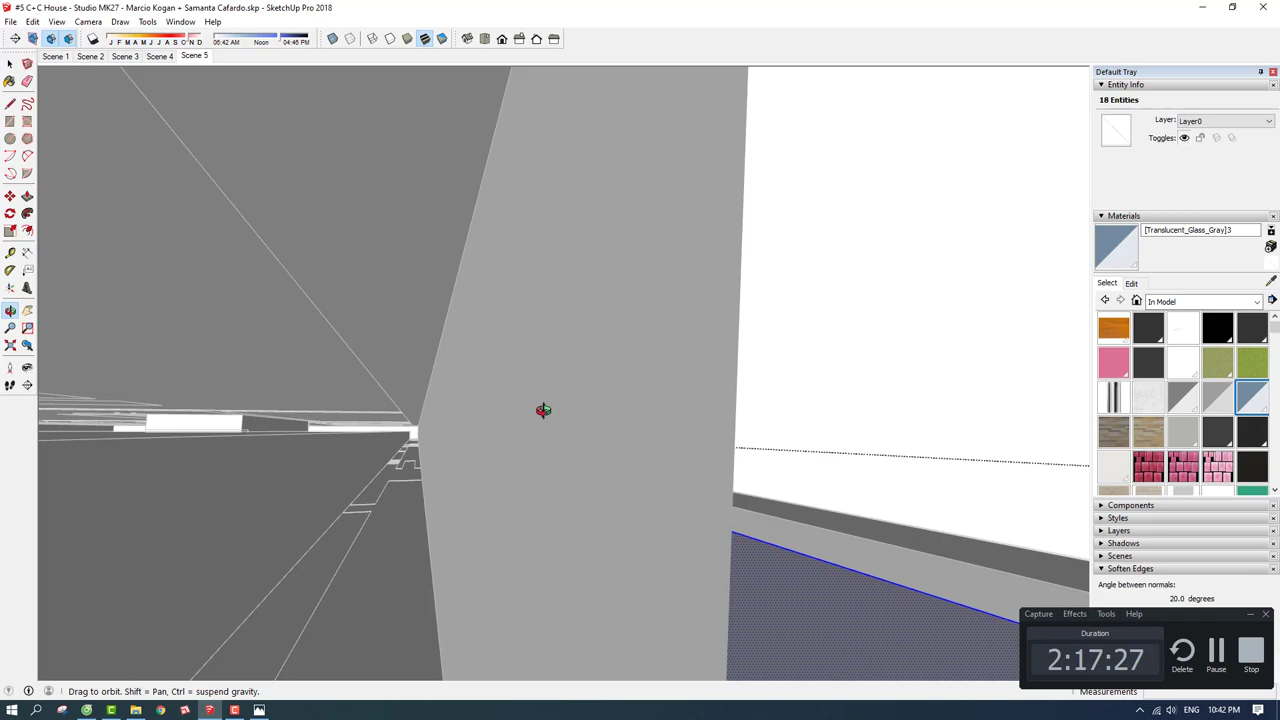 #5 C+C House - Studio MK27 - Marcio Kogan + Samanta Cafardo.skp - SketchUp Pro 2018
File Edit View Camera Draw Tools Window Help
J F M A M J J A S O N D 06:42 AM Noon 04:46 PM
Scene 1 Scene 2 Scene 3 Scene 4 Scene 5
Default Tray
Entity Info
18 Entities
Layer: Layer0
Toggles:
Materials
[Translucent_Glass_Gray]3
Select Edit
In Model
Components
Styles
Layers
Shadows
Scenes
Soften Edges
Angle between normals:
20.0 degrees
Capture Effects Tools Help
Duration
2:17:27
Delete Pause Stop
Drag to orbit. Shift = Pan, Ctrl = suspend gravity.
Measurements
10:42 PM